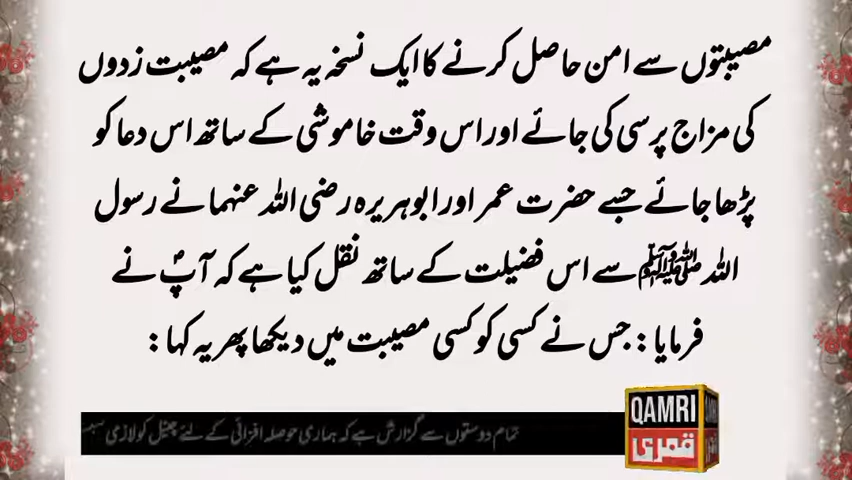 مصیبتوں سے امن حاصل کرنے کا ایک نسخہ یہ ہے کہ مصیبت زدوں
کی مزاج پرسی کی جائے اور اس وقت خاموشی کے ساتھ اس دعا کو
پڑھا جائے جسے حضرت عمر اور ابوہریرہ رضی اللہ عنہما نے رسول
اللہ ﷺ سے اس فضیلت کے ساتھ نقل کیا ہے کہ آپؐ نے
فرمایا : جس نے کسی کو کسی مصیبت میں دیکھا پھر یہ کہا :
QAMRI
قمری
تمام دوستوں سے گزارش ہے کہ ہماری حوصلہ افزائی کے لئے چینل کو لازمی